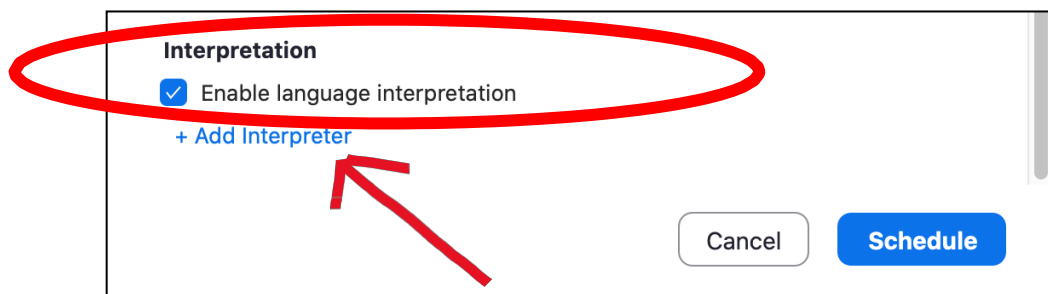 Interpretation
Enable language interpretation
+ Add Interpreter
Cancel Schedule